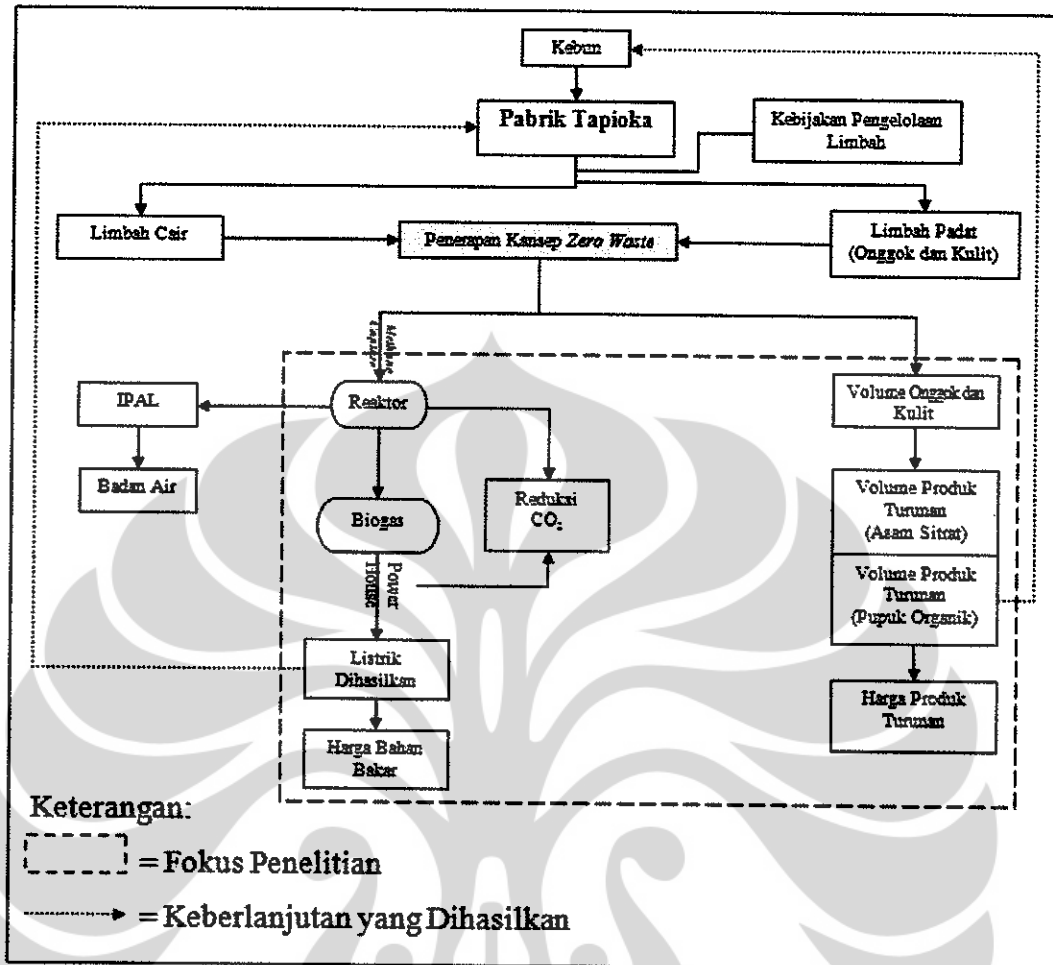 Kebun
Pabrik Tapioka
Kebijakan Pengelolaan
Limbah
Limbah Cair
Penerapan Konsep Zero Waste
Limbah Padat
(Onggok dan Kulit)
IPAL
Reaktor
Volume Onggok dan
Kulit
Badan Air
Biogas
Reduksi
CO₂
Volume Produk
Turunan
(Asam Sitrat)
Power
House
Volume Produk
Turunan
(Pupuk Organik)
Listrik
Dihasilkan
Harga Produk
Turunan
Harga Bahan
Bakar
Keterangan:
= Fokus Penelitian
= Keberlanjutan yang Dihasilkan